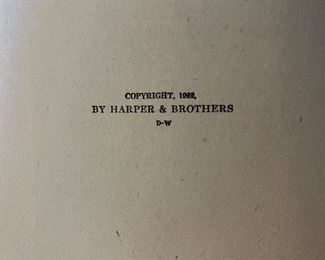 COPYRIGHT, 1922,
BY HARPER & BROTHERS
D-W